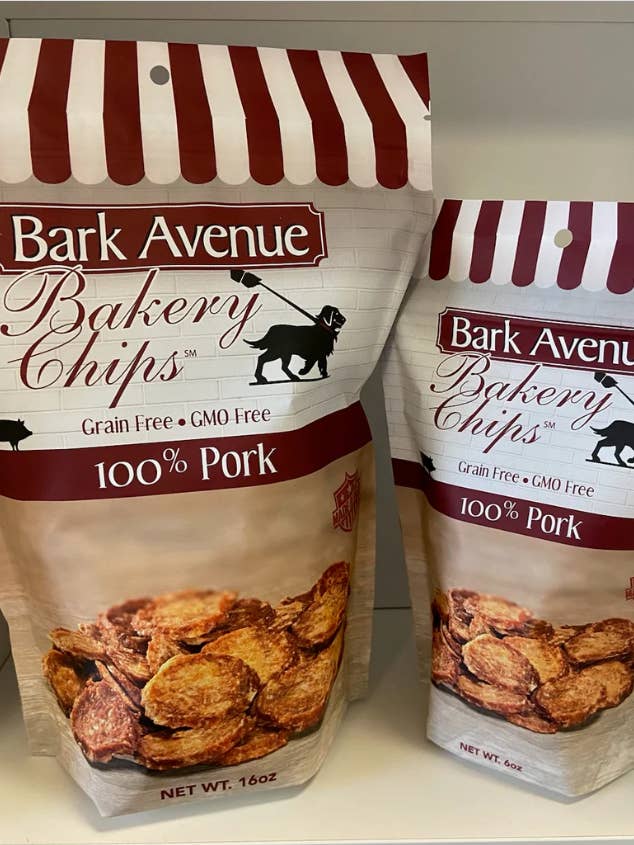 Bark Avenue
Bakery
Chips℠
Grain Free • GMO Free
100% Pork
NET WT. 16oz
Bark Avenu
Bakery
Chips℠
Grain Free • GMO Free
100% Pork
NET WT. 6oz